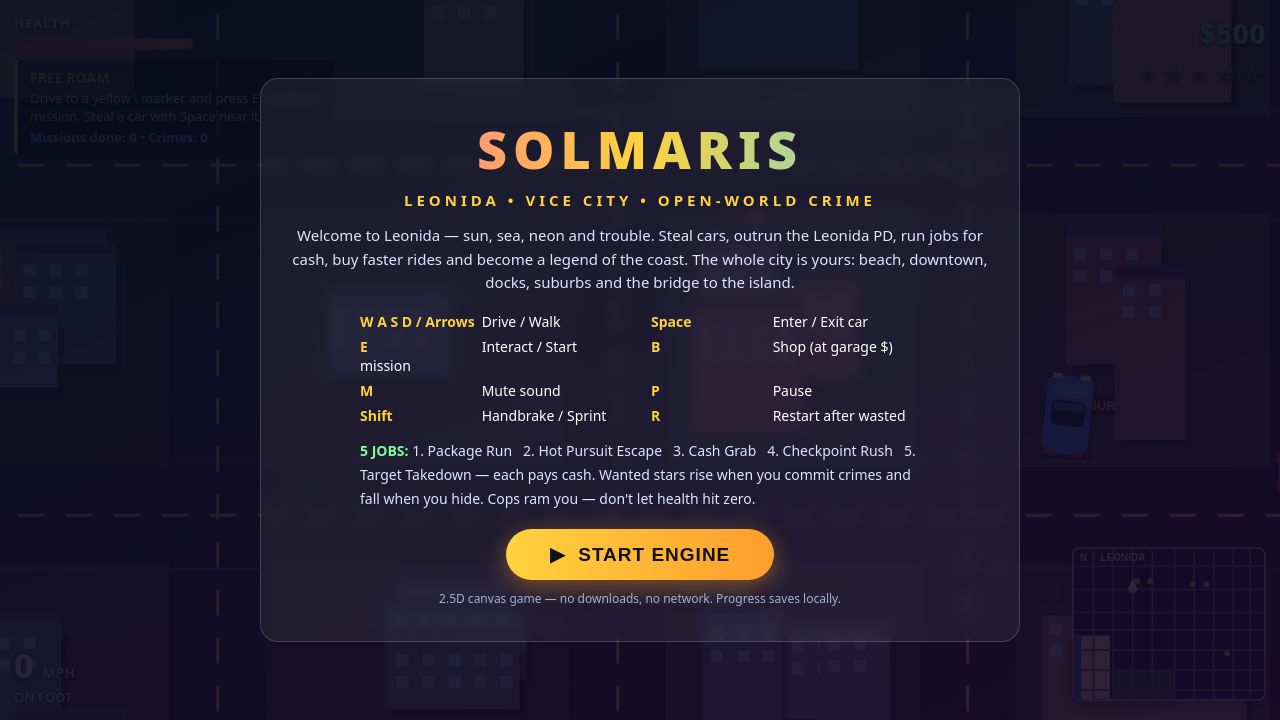 HEALTH
$500
★ ★ ★ ★ ★
FREE ROAM
Drive to a yellow ! marker and press E
mission. Steal a car with Space near it.
Missions done: 0 • Crimes: 0
SOLMARIS
LEONIDA • VICE CITY • OPEN-WORLD CRIME
Welcome to Leonida — sun, sea, neon and trouble. Steal cars, outrun the Leonida PD, run jobs for
cash, buy faster rides and become a legend of the coast. The whole city is yours: beach, downtown,
docks, suburbs and the bridge to the island.
W A S D / Arrows Drive / Walk Space Enter / Exit car
E Interact / Start B Shop (at garage $)
mission
M Mute sound P Pause
Shift Handbrake / Sprint R Restart after wasted
5 JOBS: 1. Package Run 2. Hot Pursuit Escape 3. Cash Grab 4. Checkpoint Rush 5.
Target Takedown — each pays cash. Wanted stars rise when you commit crimes and
fall when you hide. Cops ram you — don't let health hit zero.
▶ START ENGINE
2.5D canvas game — no downloads, no network. Progress saves locally.
N LEONIDA
0 MPH
ON FOOT